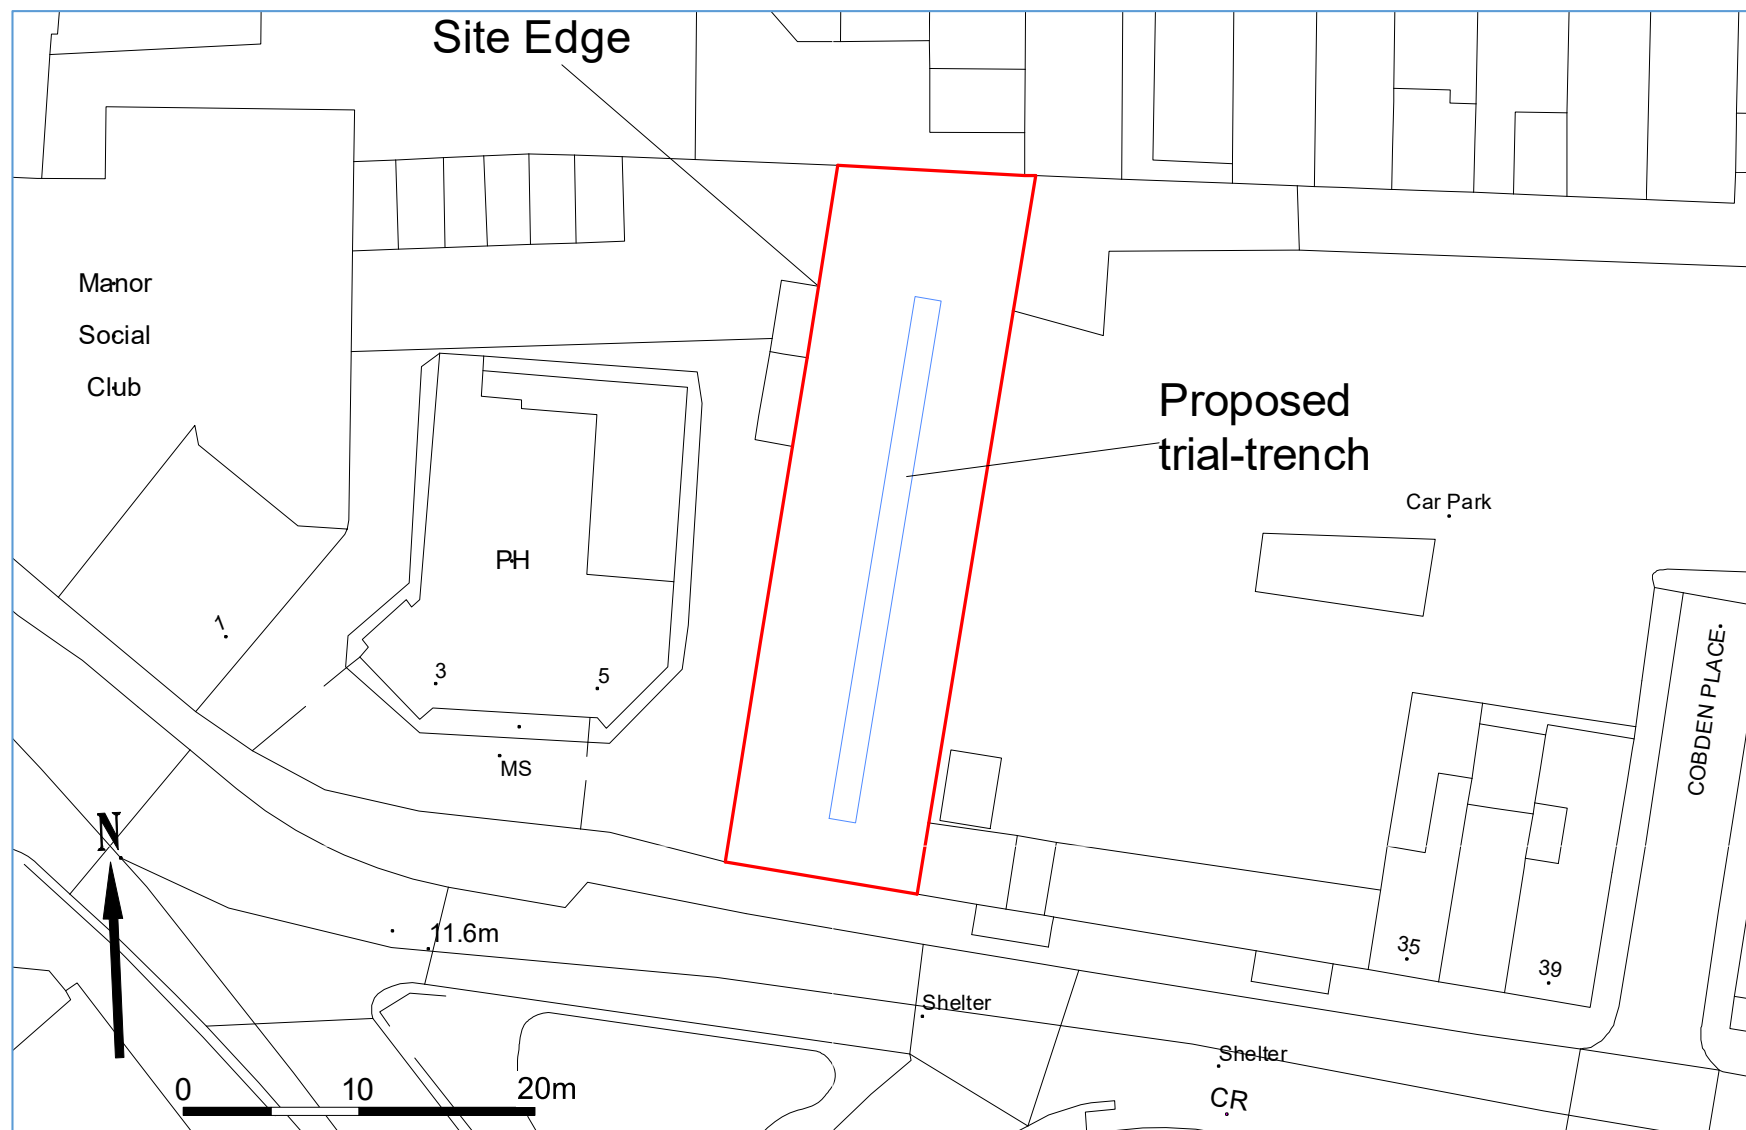 Site Edge
Manor
Social
Club
Proposed
trial-trench
Car Park
PH
1
3
5
COBDEN PLACE
MS
N
11.6m
35
39
Shelter
Shelter
CR
0 10 20m